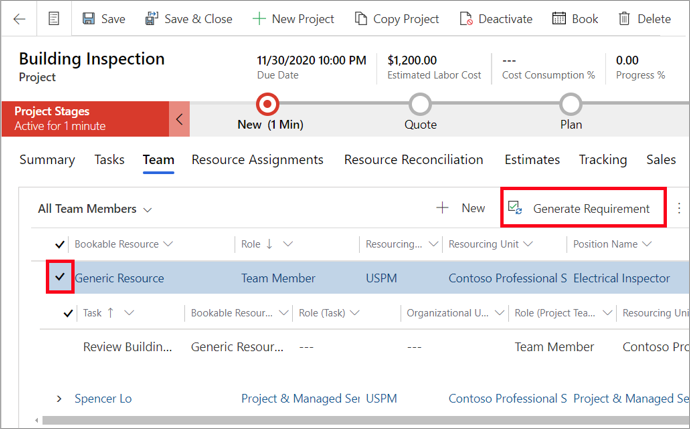 Save Save & Close New Project Copy Project Deactivate Book Delete
Building Inspection
Project
11/30/2020 10:00 PM
Due Date
$1,200.00
Estimated Labor Cost
---
Cost Consumption %
0.00
Progress %
Project Stages
Active for 1 minute
New (1 Min)
Quote
Plan
Summary Tasks Team Resource Assignments Resource Reconciliation Estimates Tracking Sales
All Team Members
New Generate Requirement
Bookable Resource Role Resourcing... Resourcing Unit Position Name
Generic Resource Team Member USPM Contoso Professional S Electrical Inspector
Task Bookable Resour... Role (Task) Organizational U... Role (Project Tea... Resourcing Uni
Review Buildin... Generic Resour... --- --- Team Member Contoso Pro
Spencer Lo Project & Managed Ser USPM Contoso Professional S Project & Managed Se